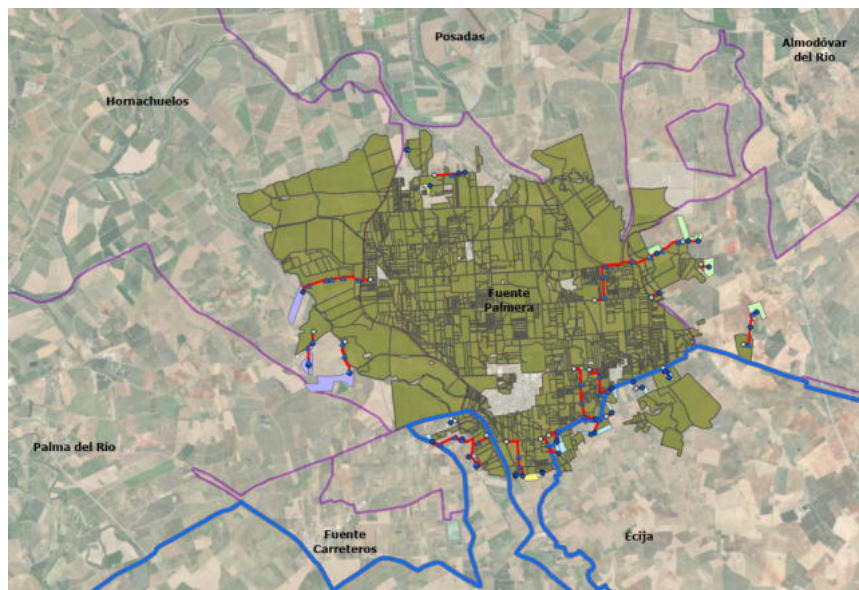 Posadas
Almodóvar
del Río
Hornachuelos
Fuente
Palmera
Palma del Río
Fuente
Carreteros
Écija